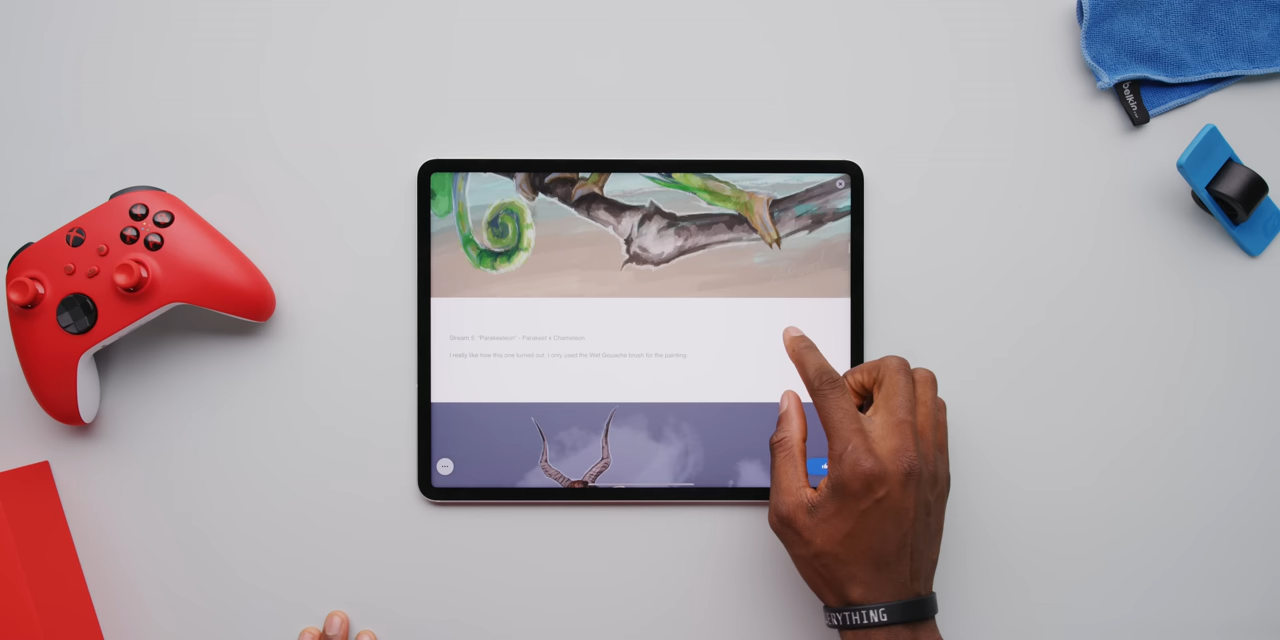 belkin
Stream 5: "Parakeeleon" - Parakeet x Chameleon
I really like how this one turned out. I only used the Wet Gouache brush for the painting.
ERYTHING